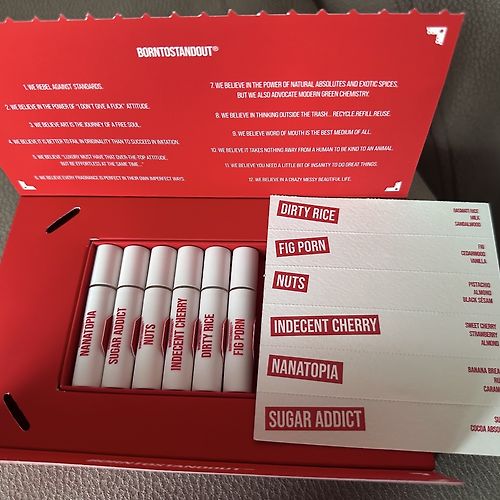 BORNTOSTANDOUT®
1. WE REBEL AGAINST STANDARDS.
2. WE BELIEVE IN THE POWER OF "I DON'T GIVE A FUCK" ATTITUDE.
3. WE BELIEVE ART IS THE JOURNEY OF A FREE SOUL.
4. WE BELIEVE IT IS BETTER TO FAIL IN ORIGINALITY THAN TO SUCCEED IN IMITATION.
5. WE BELIEVE "LUXURY MUST HAVE THAT OVER-THE-TOP ATTITUDE,
BUT BE EFFORTLESS AT THE SAME TIME."
6. WE BELIEVE EVERY FRAGRANCE IS PERFECT IN THEIR OWN IMPERFECT WAYS.
7. WE BELIEVE IN THE POWER OF NATURAL ABSOLUTES AND EXOTIC SPICES,
BUT WE ALSO ADVOCATE MODERN GREEN CHEMISTRY.
8. WE BELIEVE IN THINKING OUTSIDE THE TRASH... RECYCLE.REFILL.REUSE.
9. WE BELIEVE WORD OF MOUTH IS THE BEST MEDIUM OF ALL.
10. WE BELIEVE IT TAKES NOTHING AWAY FROM A HUMAN TO BE KIND TO AN ANIMAL.
11. WE BELIEVE YOU NEED A LITTLE BIT OF INSANITY TO DO GREAT THINGS.
12. WE BELIEVE IN A CRAZY MESSY BEAUTIFUL LIFE.
NANATOPIA
SUGAR ADDICT
NUTS
INDECENT CHERRY
DIRTY RICE
FIG PORN
DIRTY RICE
BASMATI RICE
MILK
SANDALWOOD
FIG PORN
FIG
CEDARWOOD
VANILLA
NUTS
PISTACHIO
ALMOND
BLACK SESAM
INDECENT CHERRY
SWEET CHERRY
STRAWBERRY
ALMOND
NANATOPIA
BANANA BREA
RU
CARAM
SUGAR ADDICT
SU
COCOA ABSO
BORNTOSTANDOUT